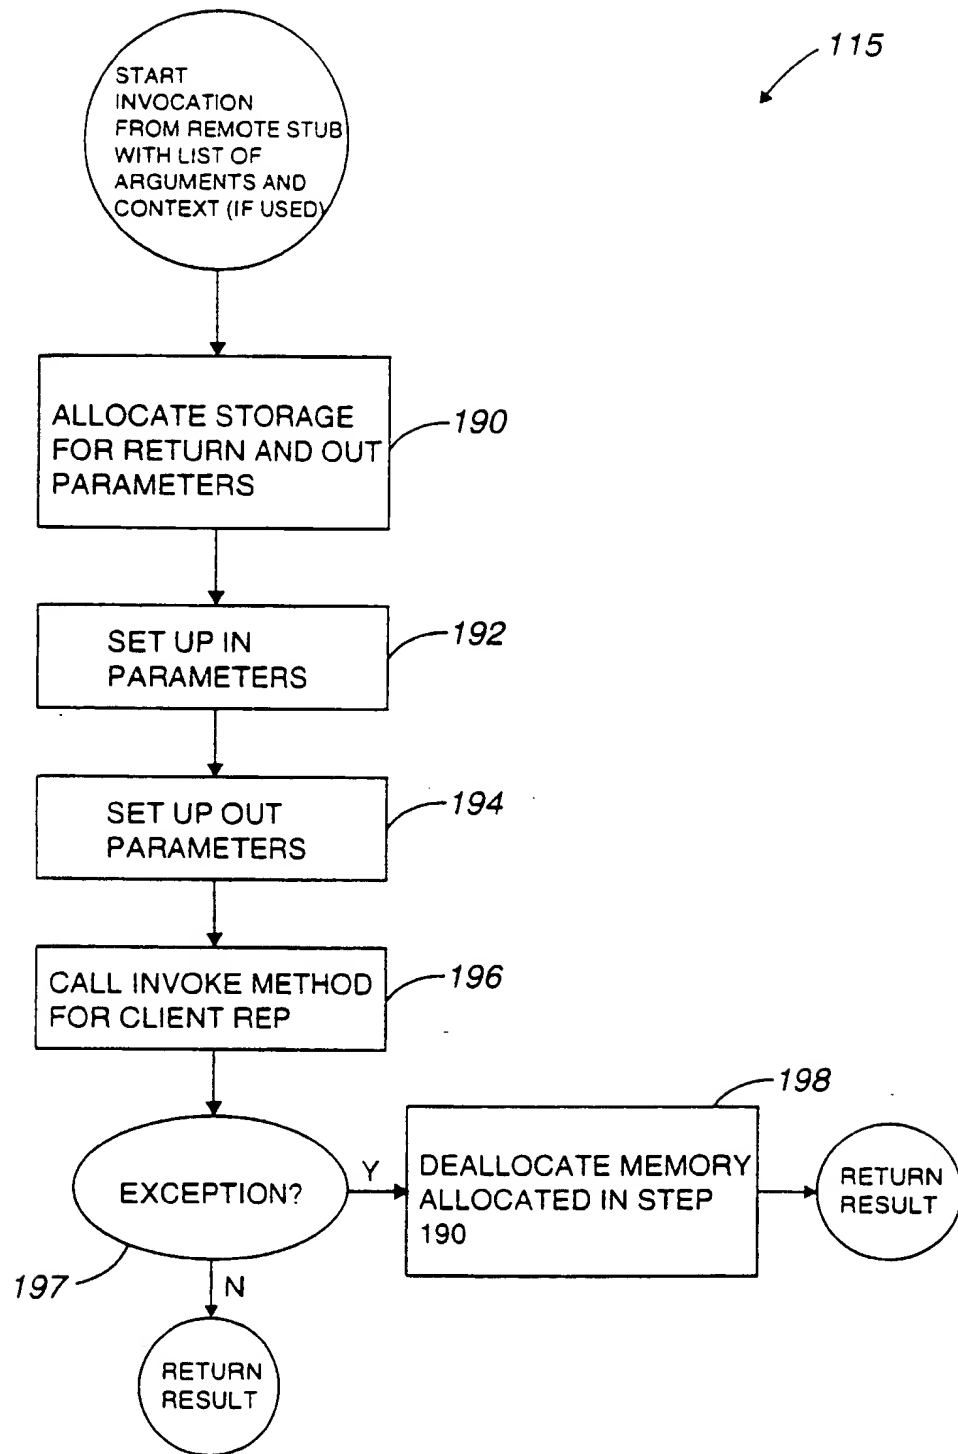 115
START
INVOCATION
FROM REMOTE STUB
WITH LIST OF
ARGUMENTS AND
CONTEXT (IF USED)
ALLOCATE STORAGE
FOR RETURN AND OUT
PARAMETERS
190
SET UP IN
PARAMETERS
192
SET UP OUT
PARAMETERS
194
CALL INVOKE METHOD
FOR CLIENT REP
196
EXCEPTION?
197
Y
N
198
DEALLOCATE MEMORY
ALLOCATED IN STEP
190
RETURN
RESULT
RETURN
RESULT